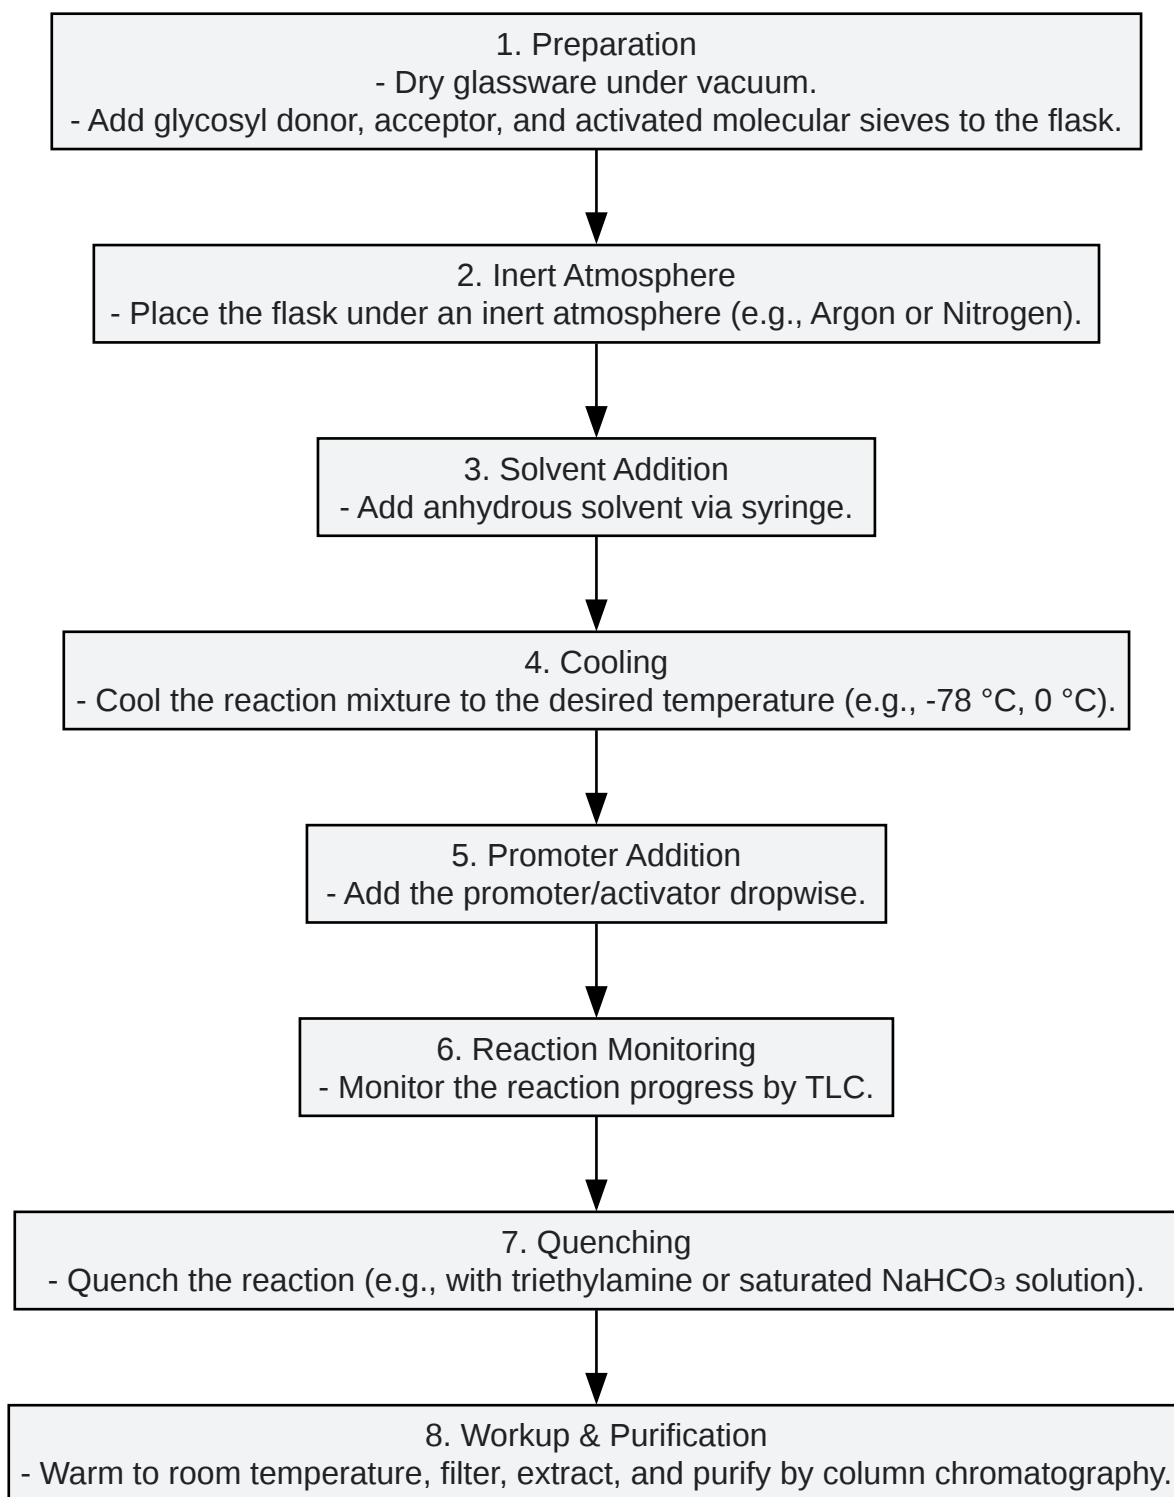 1. Preparation
- Dry glassware under vacuum.
- Add glycosyl donor, acceptor, and activated molecular sieves to the flask.
2. Inert Atmosphere
- Place the flask under an inert atmosphere (e.g., Argon or Nitrogen).
3. Solvent Addition
- Add anhydrous solvent via syringe.
4. Cooling
- Cool the reaction mixture to the desired temperature (e.g., -78 °C, 0 °C).
5. Promoter Addition
- Add the promoter/activator dropwise.
6. Reaction Monitoring
- Monitor the reaction progress by TLC.
7. Quenching
- Quench the reaction (e.g., with triethylamine or saturated NaHCO₃ solution).
8. Workup & Purification
- Warm to room temperature, filter, extract, and purify by column chromatography.